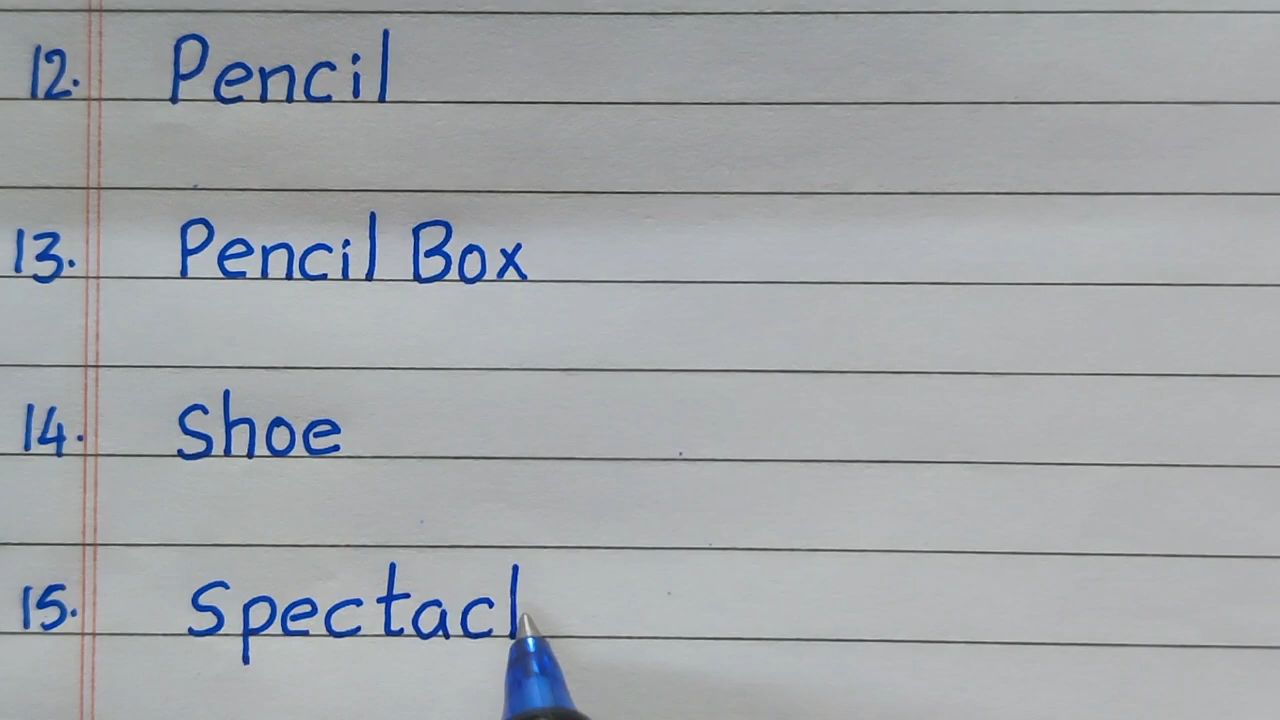 12. Pencil
13. Pencil Box
14. Shoe
15. Spectacl